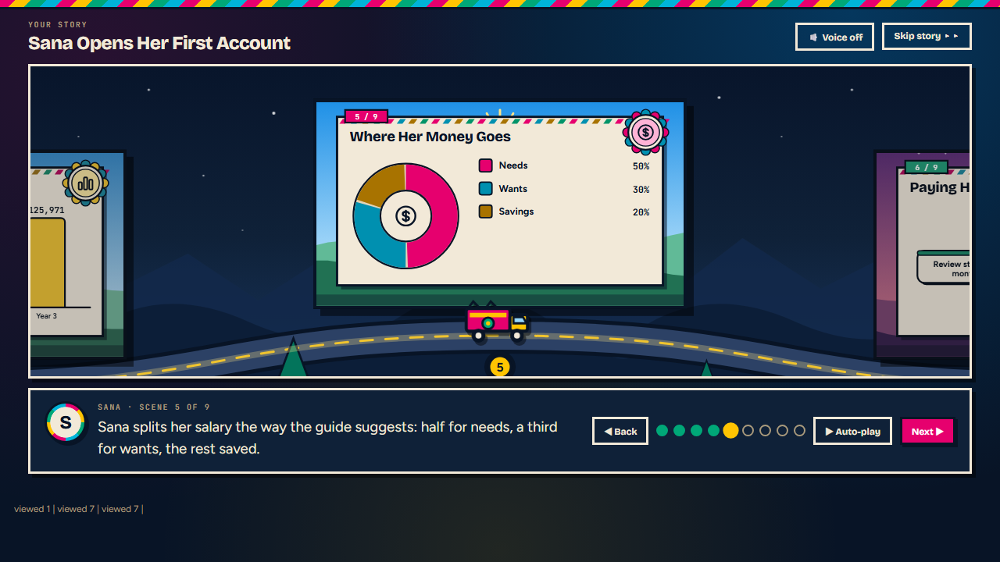 YOUR STORY
Sana Opens Her First Account
Voice off
Skip story
5 / 9
Where Her Money Goes
Needs 50%
Wants 30%
Savings 20%
125,971
Year 3
6 / 9
Paying H
Review st
mon
5
S
SANA · SCENE 5 OF 9
Sana splits her salary the way the guide suggests: half for needs, a third
for wants, the rest saved.
◀ Back
▶ Auto-play
Next ▶
viewed 1 | viewed 7 | viewed 7 |